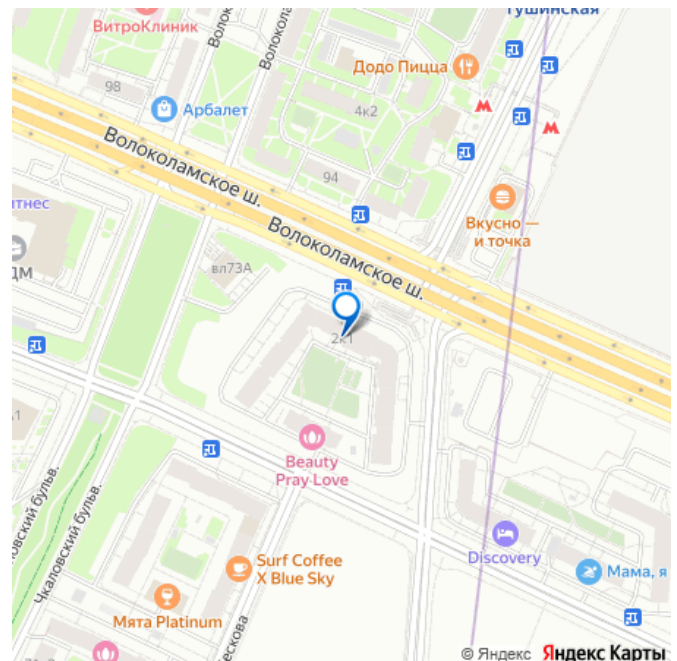 Тушинская
ВитроКлиник
Додо Пицца
98
Арбалет
4к2
Волоколамское ш.
94
Вкусно —
и точка
Волоколамское ш.
вл73А
2к1
Beauty
Pray Love
Чкаловский бульв.
Discovery
Surf Coffee
X Blue Sky
Мама, я
Мята Platinum
© Яндекс Яндекс Карты